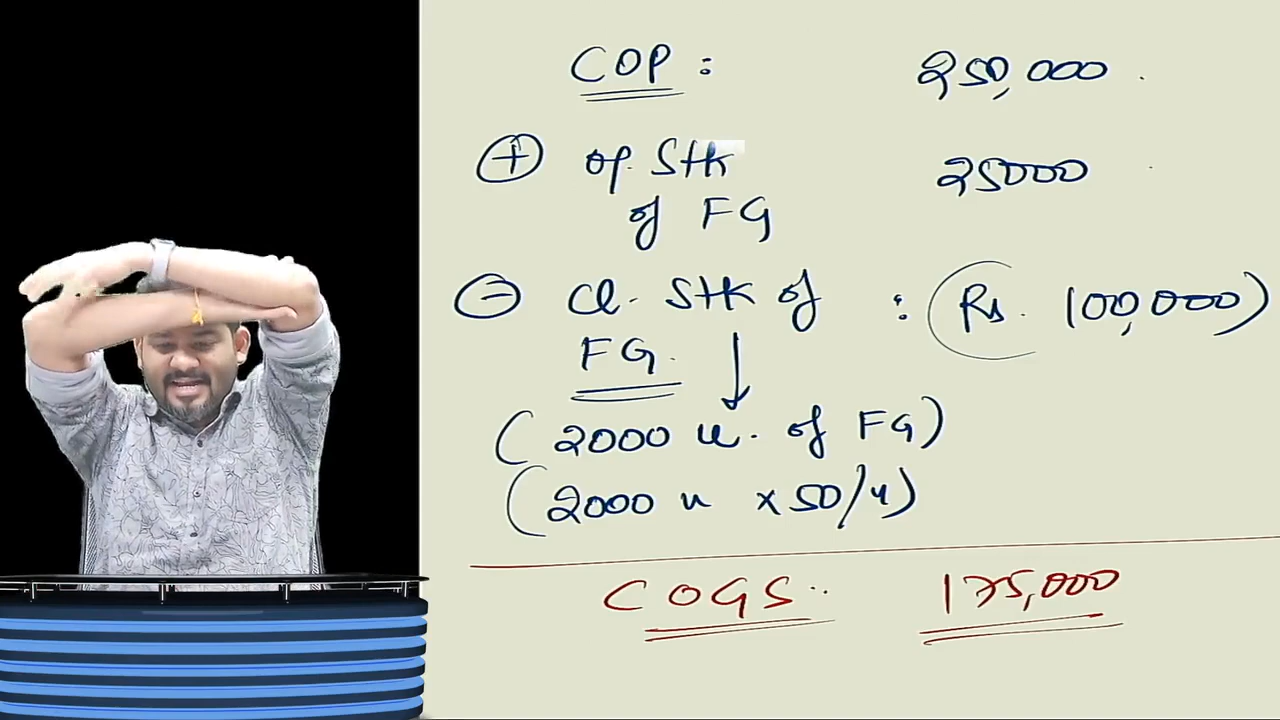 COP : 250,000
⊕ op. Stk 25000
of FG
⊖ Cl. Stk of : (Rs. 100,000)
FG.
(2000 u. of FG)
(2000 u x 50/u)
COGS.. 175,000